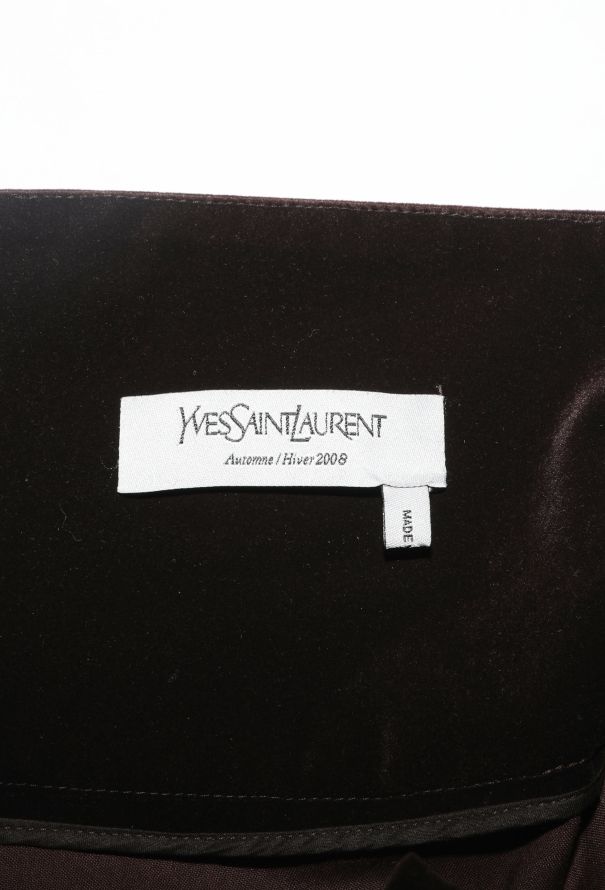 YVESSAINTLAURENT
Automne / Hiver 2008
MADE